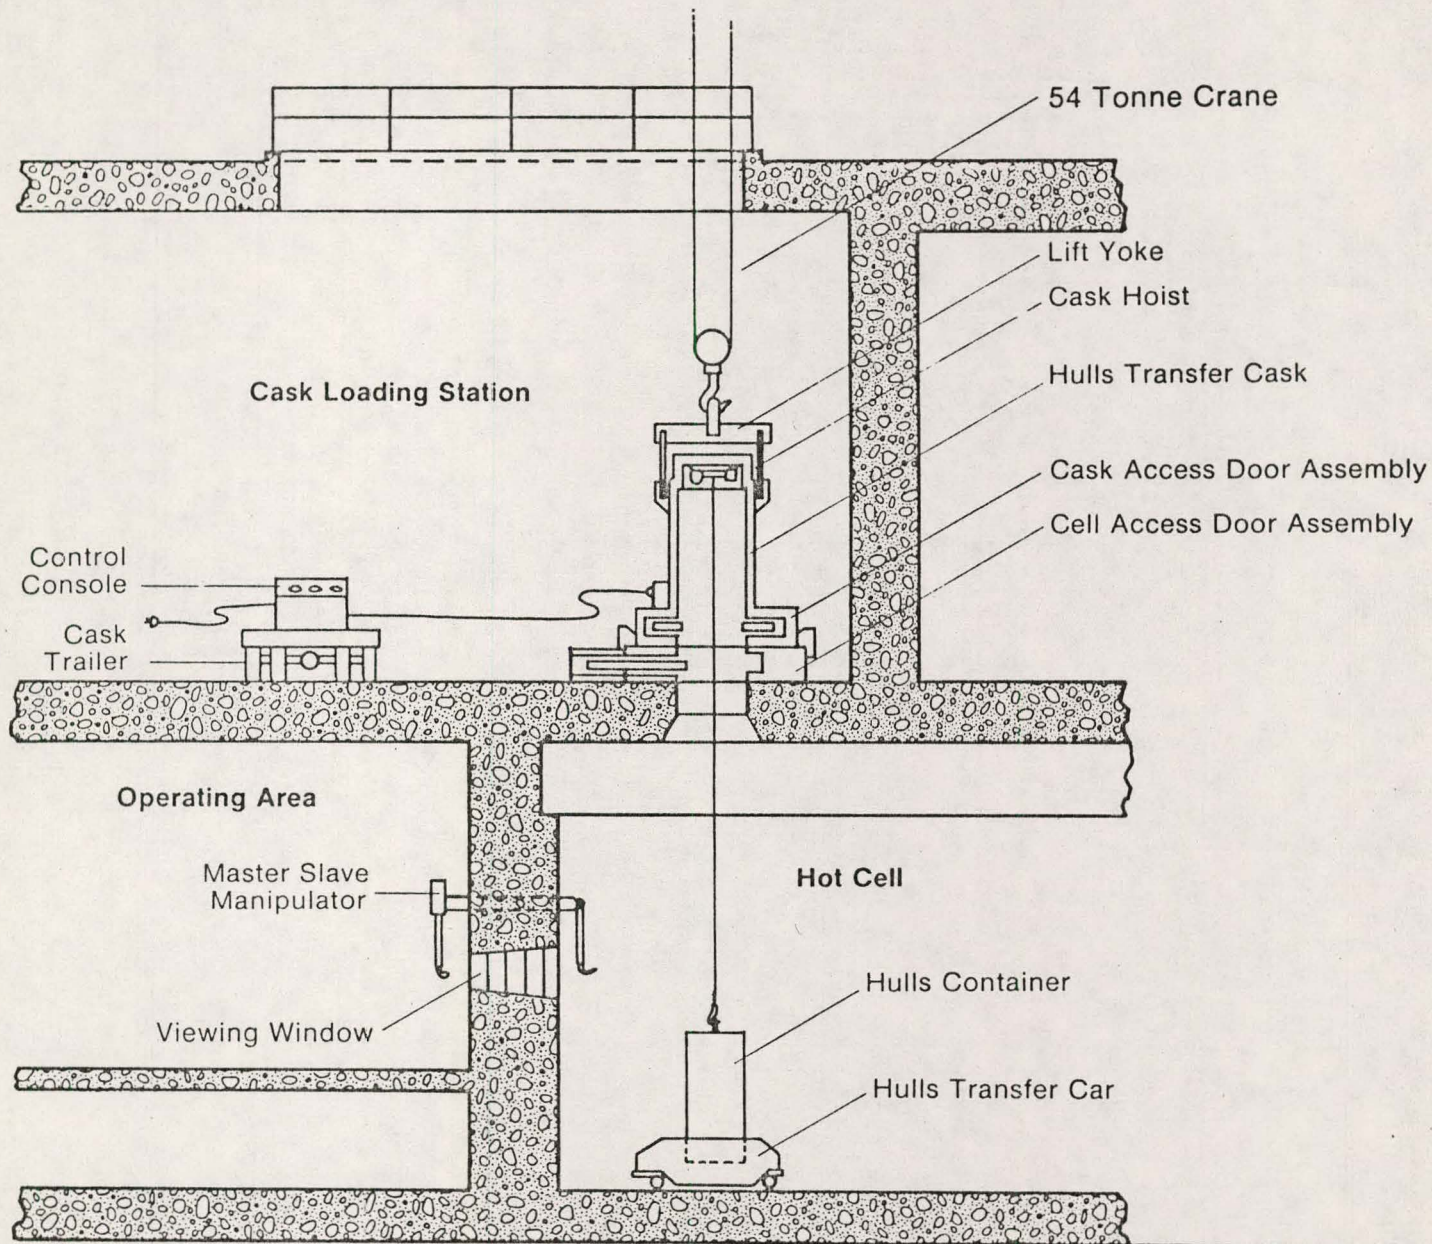 54 Tonne Crane
Lift Yoke
Cask Hoist
Cask Loading Station
Hulls Transfer Cask
Cask Access Door Assembly
Cell Access Door Assembly
Control
Console
Cask
Trailer
Operating Area
Master Slave
Manipulator
Hot Cell
Hulls Container
Viewing Window
Hulls Transfer Car